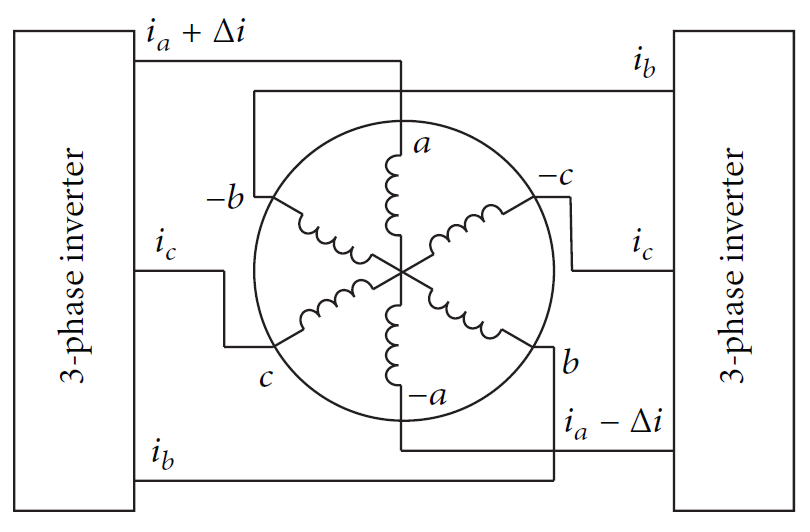 i_a + Δi
i_b
a
−c
−b
3-phase inverter
i_c
i_c
3-phase inverter
c
b
−a
i_a − Δi
i_b